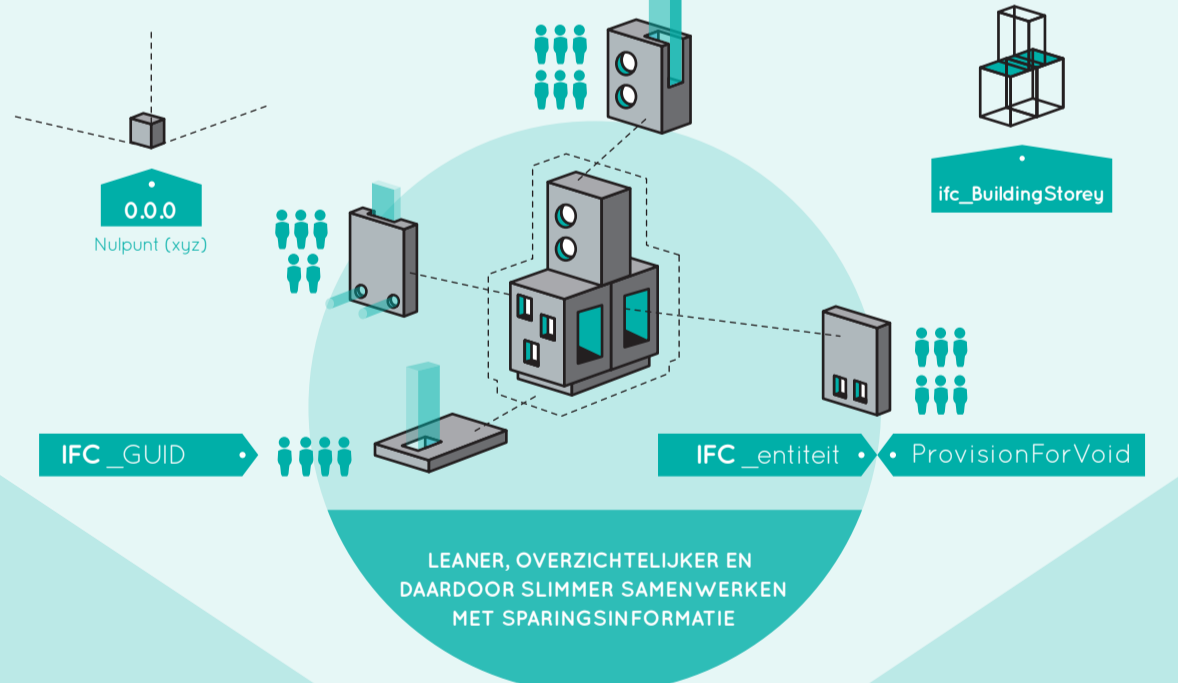 0.0.0
Nulpunt (xyz)
ifc_BuildingStorey
IFC _GUID
IFC _entiteit
ProvisionForVoid
LEANER, OVERZICHTELIJKER EN
DAARDOOR SLIMMER SAMENWERKEN
MET SPARINGSINFORMATIE